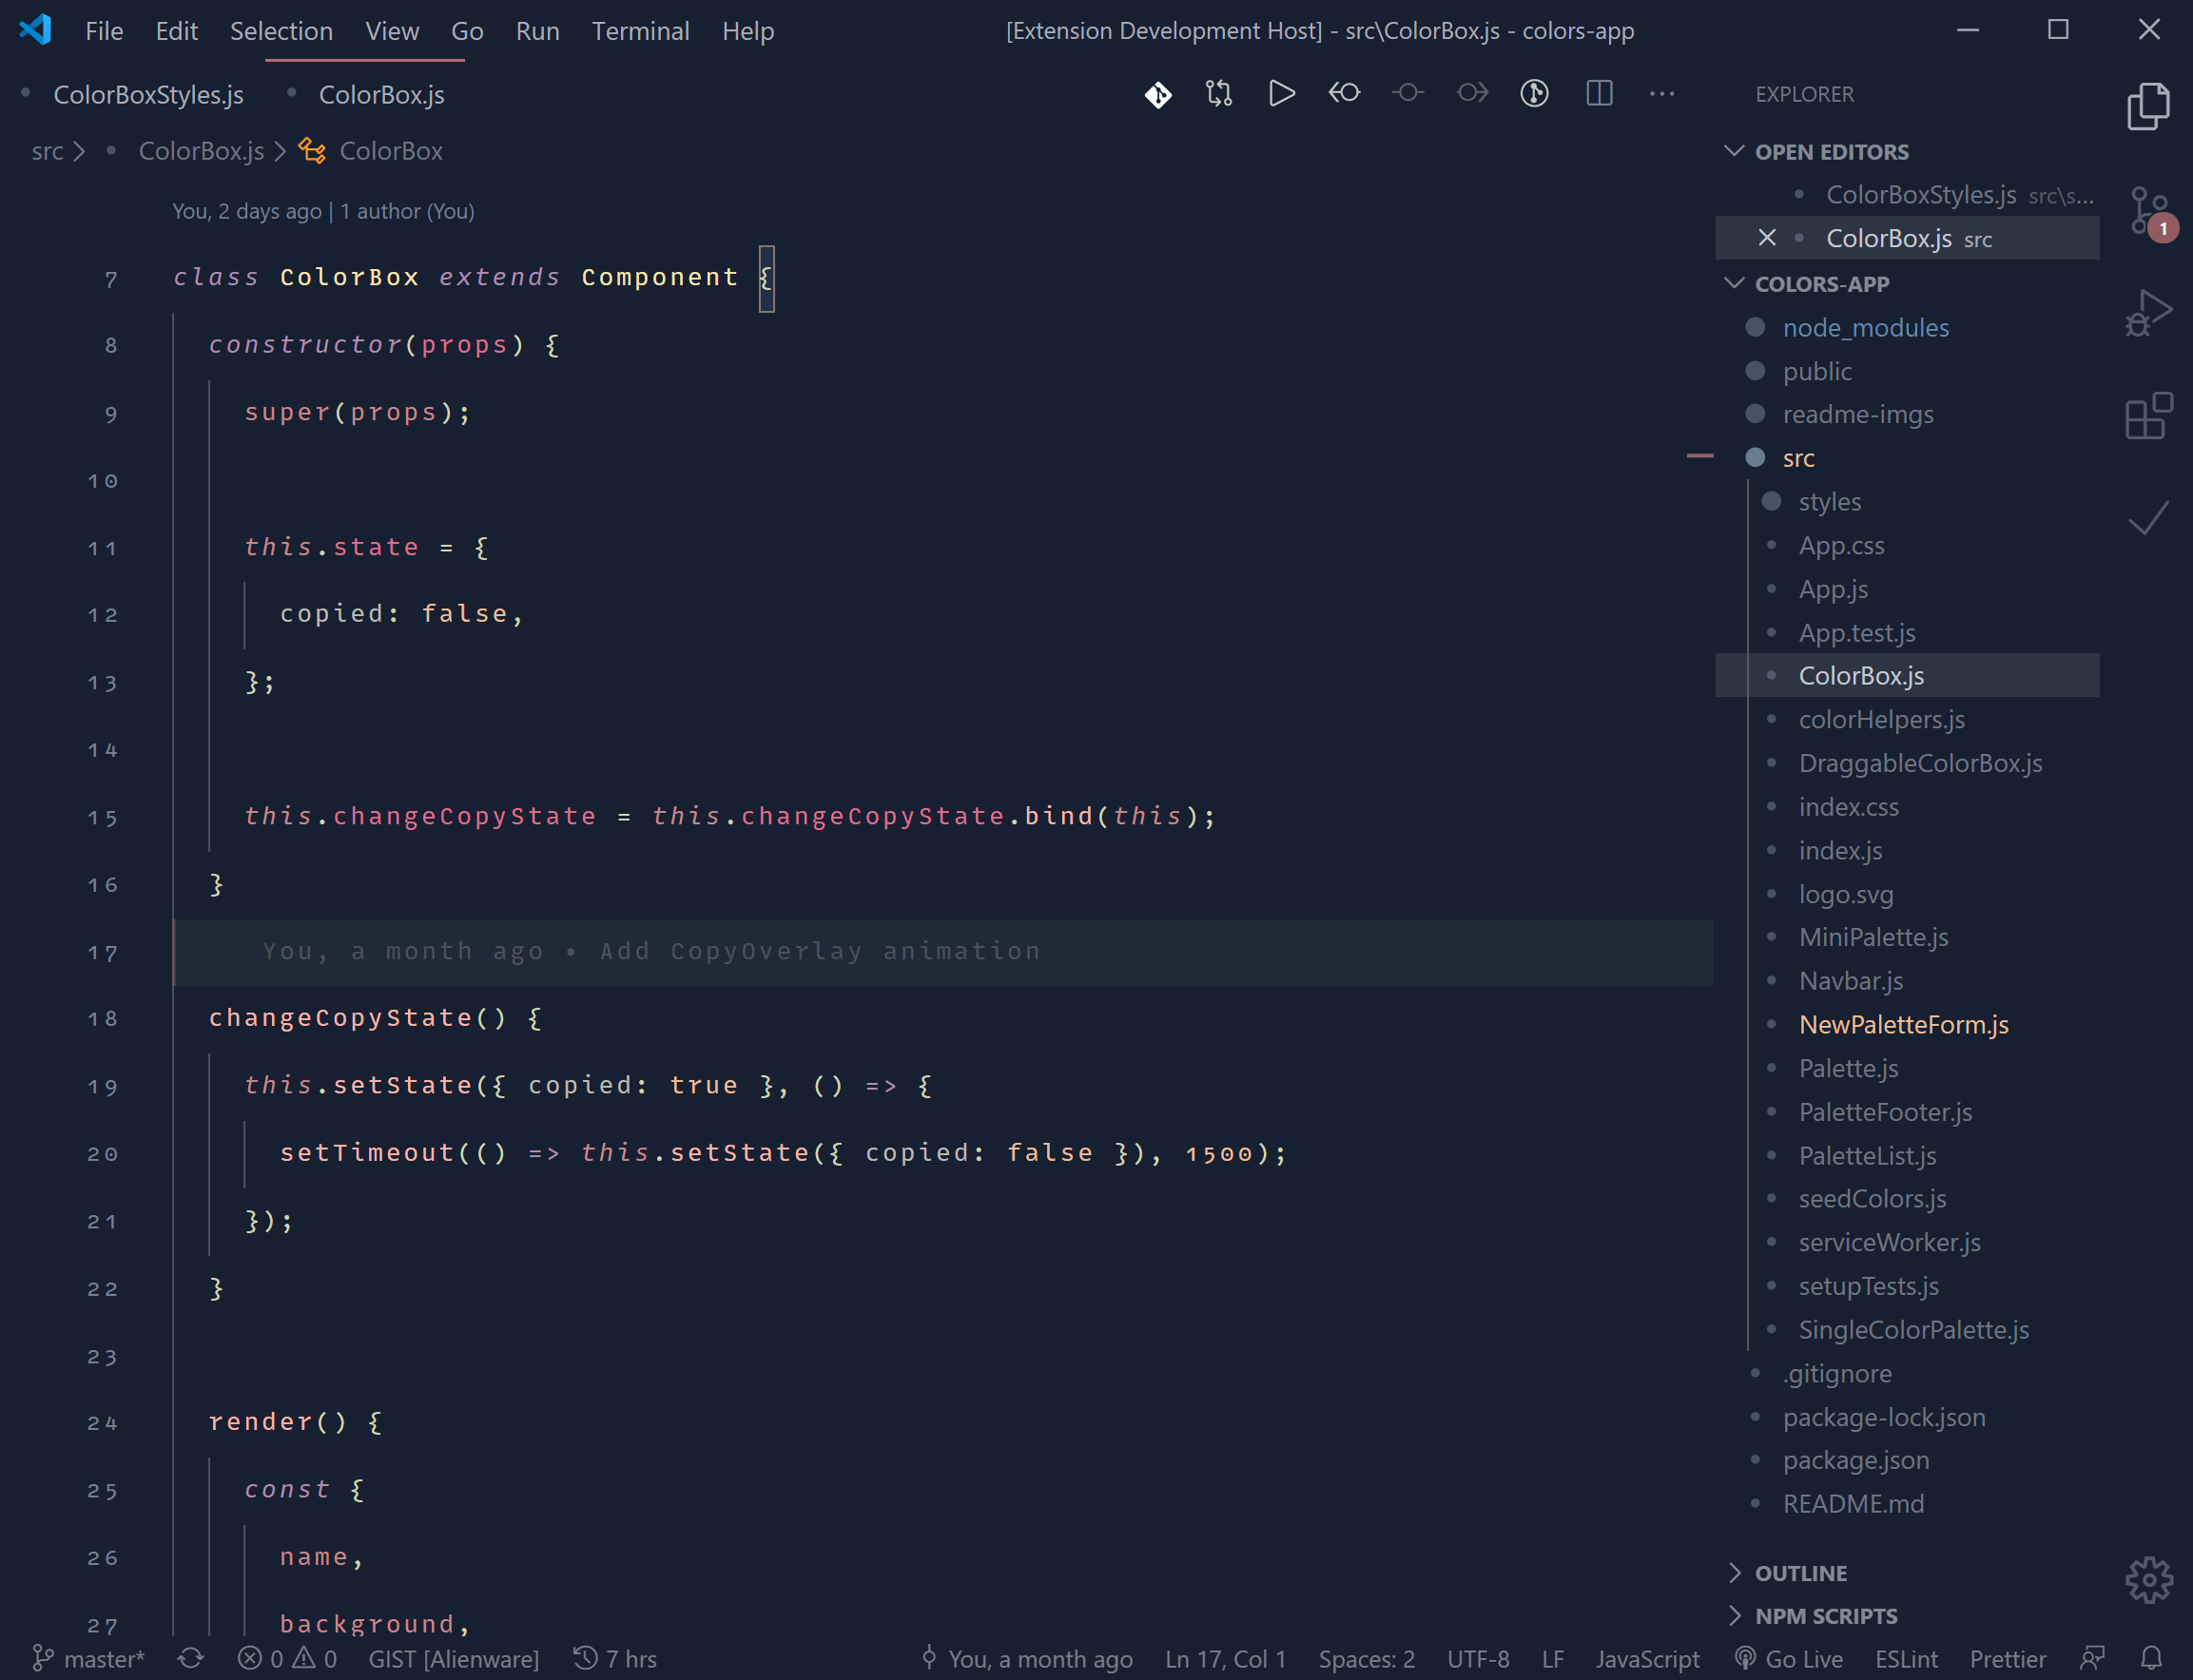 File Edit Selection View Go Run Terminal Help [Extension Development Host] - src\ColorBox.js - colors-app
ColorBoxStyles.js ColorBox.js
src > ColorBox.js > ColorBox
You, 2 days ago | 1 author (You)
7 class ColorBox extends Component {
8 constructor(props) {
9 super(props);
10
11 this.state = {
12 copied: false,
13 };
14
15 this.changeCopyState = this.changeCopyState.bind(this);
16 }
17 You, a month ago • Add CopyOverlay animation
18 changeCopyState() {
19 this.setState({ copied: true }, () => {
20 setTimeout(() => this.setState({ copied: false }), 1500);
21 });
22 }
23
24 render() {
25 const {
26 name,
27 background,
EXPLORER
OPEN EDITORS
ColorBoxStyles.js src\s...
ColorBox.js src
COLORS-APP
node_modules
public
readme-imgs
src
styles
App.css
App.js
App.test.js
ColorBox.js
colorHelpers.js
DraggableColorBox.js
index.css
index.js
logo.svg
MiniPalette.js
Navbar.js
NewPaletteForm.js
Palette.js
PaletteFooter.js
PaletteList.js
seedColors.js
serviceWorker.js
setupTests.js
SingleColorPalette.js
.gitignore
package-lock.json
package.json
README.md
OUTLINE
NPM SCRIPTS
1
master* 0 0 GIST [Alienware] 7 hrs You, a month ago Ln 17, Col 1 Spaces: 2 UTF-8 LF JavaScript Go Live ESLint Prettier